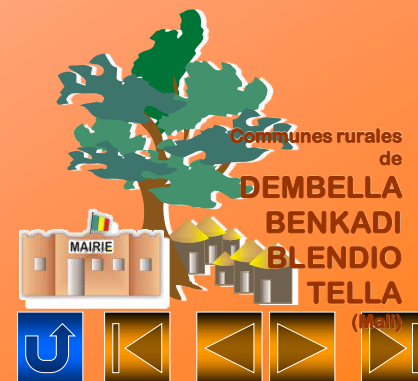 Communes rurales
de
DEMBELLA
BENKADI
BLENDIO
TELLA
(Mali)
MAIRIE